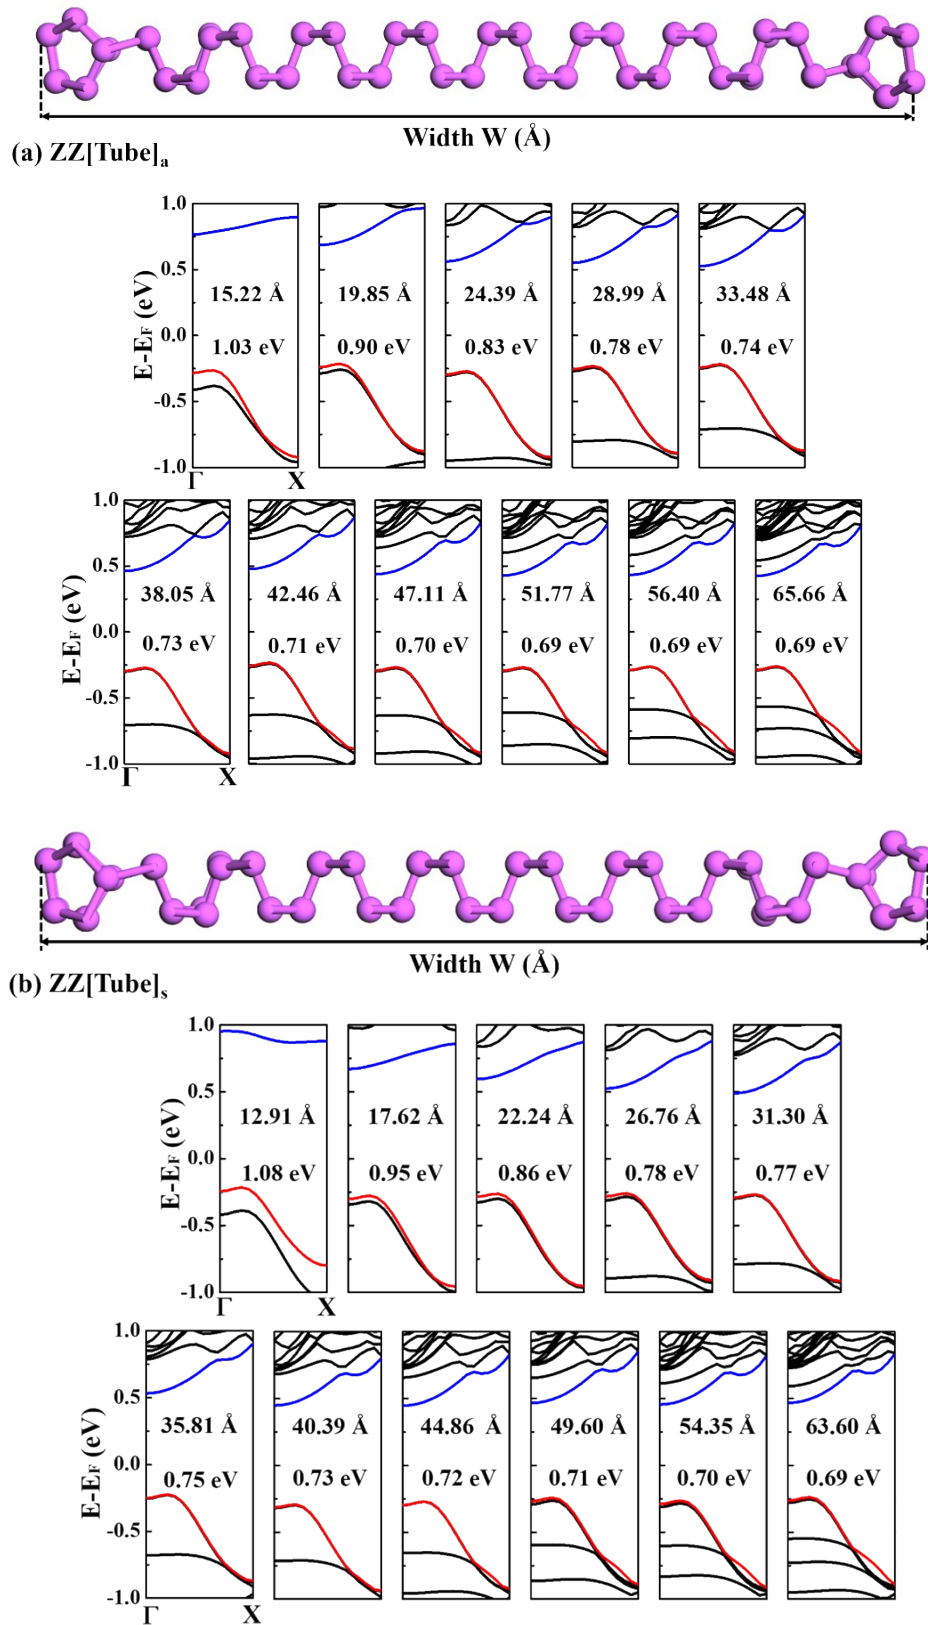 Width W (Å)
(a) ZZ[Tube]a
E-EF (eV)
1.0
0.5
0.0
-0.5
-1.0
15.22 Å 19.85 Å 24.39 Å 28.99 Å 33.48 Å
1.03 eV 0.90 eV 0.83 eV 0.78 eV 0.74 eV
Γ X
E-EF (eV)
1.0
0.5
0.0
-0.5
-1.0
38.05 Å 42.46 Å 47.11 Å 51.77 Å 56.40 Å 65.66 Å
0.73 eV 0.71 eV 0.70 eV 0.69 eV 0.69 eV 0.69 eV
Γ X
Width W (Å)
(b) ZZ[Tube]s
E-EF (eV)
1.0
0.5
0.0
-0.5
-1.0
12.91 Å 17.62 Å 22.24 Å 26.76 Å 31.30 Å
1.08 eV 0.95 eV 0.86 eV 0.78 eV 0.77 eV
Γ X
E-EF (eV)
1.0
0.5
0.0
-0.5
-1.0
35.81 Å 40.39 Å 44.86 Å 49.60 Å 54.35 Å 63.60 Å
0.75 eV 0.73 eV 0.72 eV 0.71 eV 0.70 eV 0.69 eV
Γ X